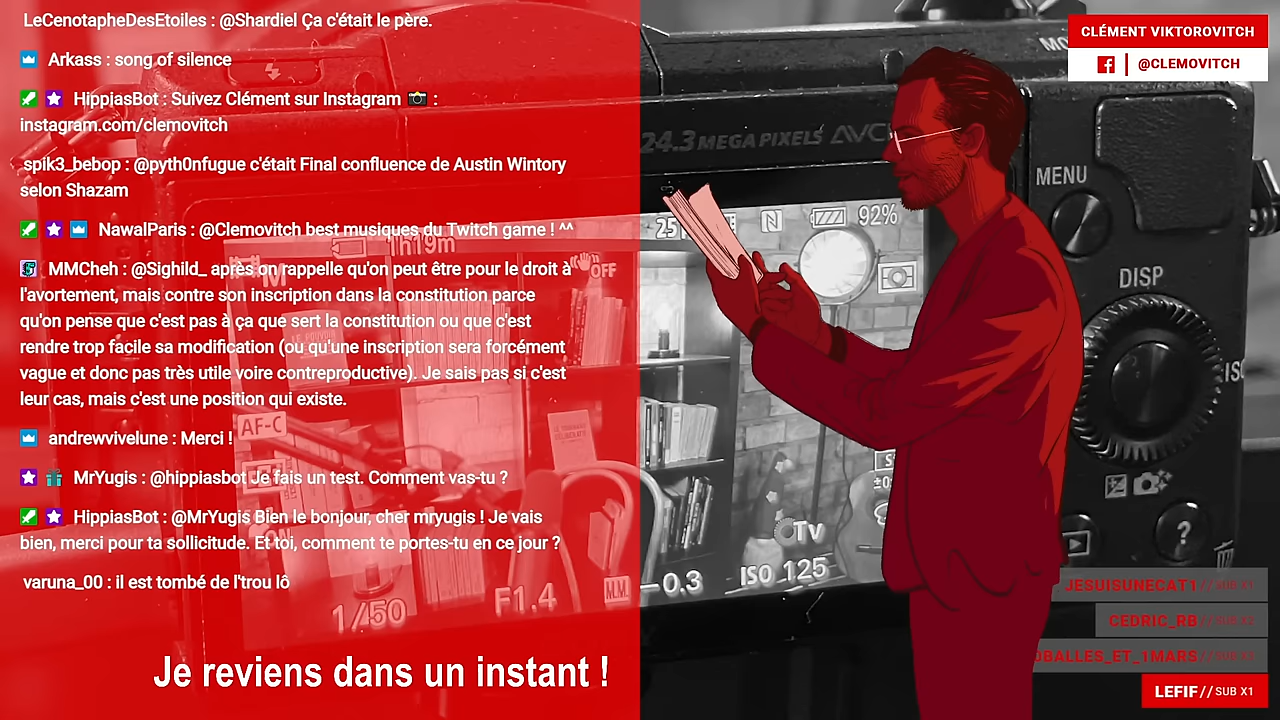 LeCenotapheDesEtoiles : @Shardiel Ça c'était le père.
Arkass : song of silence
HippiasBot : Suivez Clément sur Instagram 📷 :
instagram.com/clemovitch
spik3_bebop : @pyth0nfugue c'était Final confluence de Austin Wintory
selon Shazam
NawalParis : @Clemovitch best musiques du Twitch game ! ^^
MMCheh : @Sighild_ après on rappelle qu'on peut être pour le droit à
l'avortement, mais contre son inscription dans la constitution parce
qu'on pense que c'est pas à ça que sert la constitution ou que c'est
rendre trop facile sa modification (ou qu'une inscription sera forcément
vague et donc pas très utile voire contreproductive). Je sais pas si c'est
leur cas, mais c'est une position qui existe.
andrewvivelune : Merci !
MrYugis : @hippiasbot Je fais un test. Comment vas-tu ?
HippiasBot : @MrYugis Bien le bonjour, cher mryugis ! Je vais
bien, merci pour ta sollicitude. Et toi, comment te portes-tu en ce jour ?
varuna_00 : il est tombé de l'trou lô
Je reviens dans un instant !
CLÉMENT VIKTOROVITCH
@CLEMOVITCH
24.3 MEGA PIXELS AVC
MENU
DISP
1h19m
M
OFF
25
N
92%
AF-C
Tv
1/50
F1.4
M.M.
-0.3
ISO 125
?
JESUISUNECAT1 // SUB X1
CEDRIC_RB // SUB X2
OBALLES_ET_1MARS //
LEFIF // SUB X1